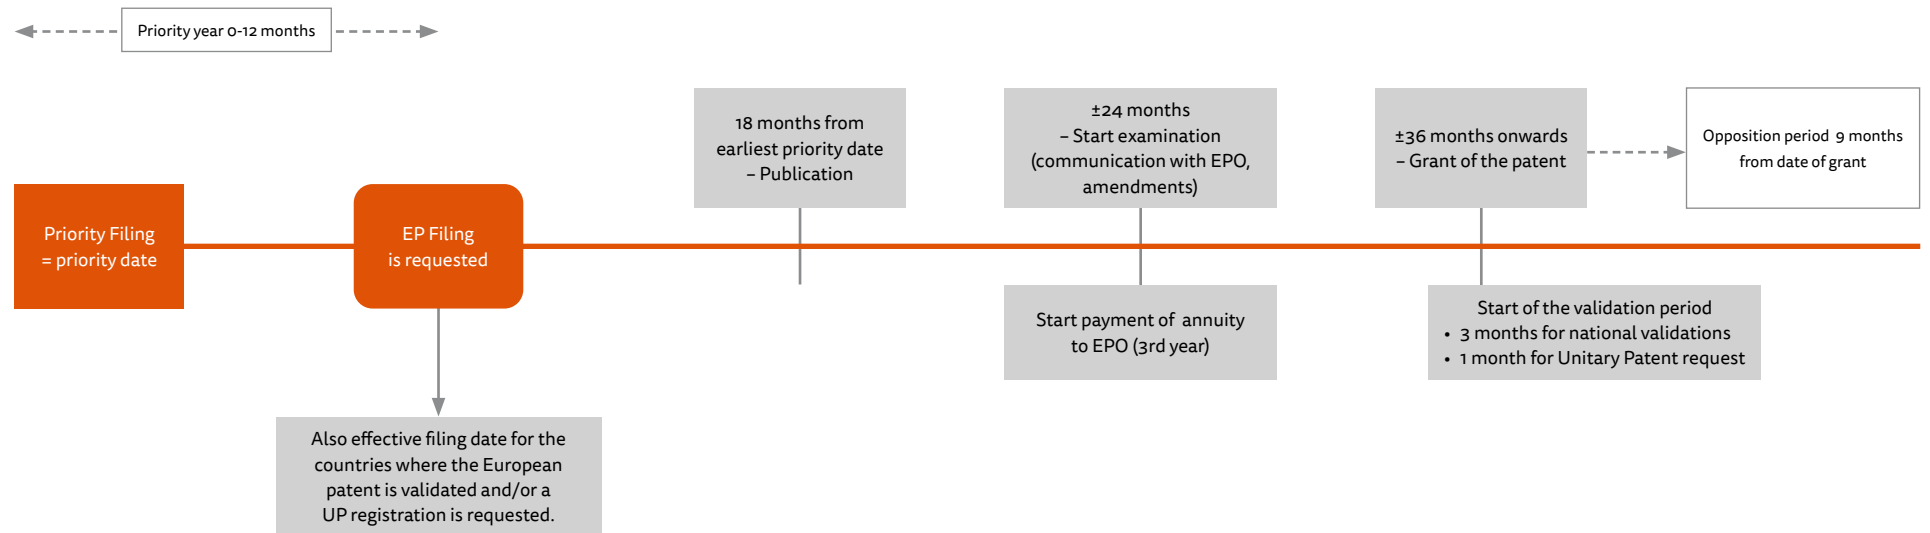 Priority year 0-12 months
18 months from
earliest priority date
– Publication
±24 months
– Start examination
(communication with EPO,
amendments)
±36 months onwards
– Grant of the patent
Opposition period 9 months
from date of grant
Priority Filing
= priority date
EP Filing
is requested
Start payment of annuity
to EPO (3rd year)
Start of the validation period
• 3 months for national validations
• 1 month for Unitary Patent request
Also effective filing date for the
countries where the European
patent is validated and/or a
UP registration is requested.